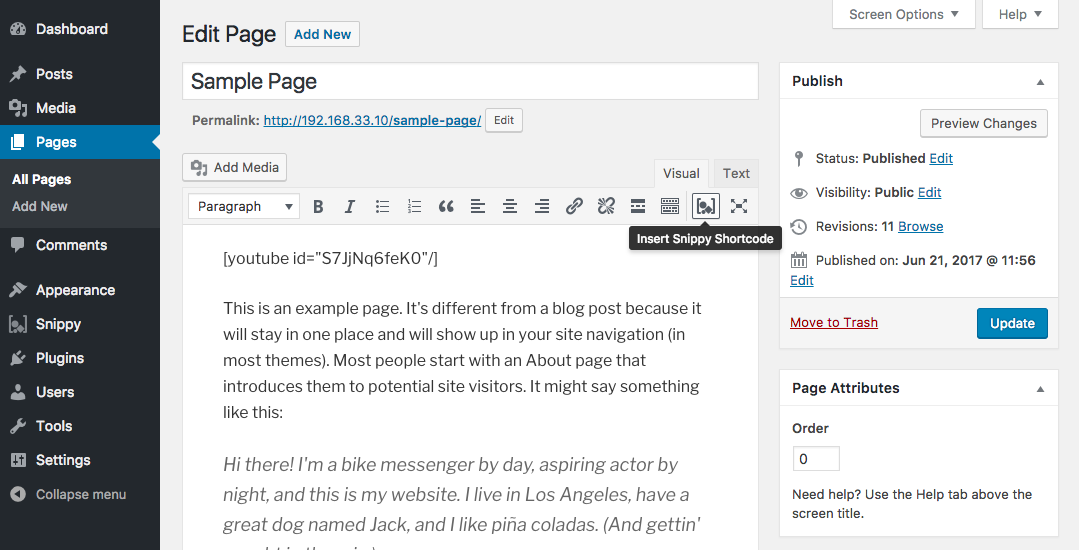 Dashboard
Posts
Media
Pages
All Pages
Add New
Comments
Appearance
Snippy
Plugins
Users
Tools
Settings
Collapse menu
Screen Options
Help
Edit Page
Add New
Sample Page
Permalink: http://192.168.33.10/sample-page/ Edit
Add Media
Visual
Text
Paragraph
B I
Insert Snippy Shortcode
[youtube id="S7JjNq6feK0"/]
This is an example page. It's different from a blog post because it
will stay in one place and will show up in your site navigation (in
most themes). Most people start with an About page that
introduces them to potential site visitors. It might say something
like this:
Hi there! I'm a bike messenger by day, aspiring actor by
night, and this is my website. I live in Los Angeles, have a
great dog named Jack, and I like piña coladas. (And gettin'
Publish
Preview Changes
Status: Published Edit
Visibility: Public Edit
Revisions: 11 Browse
Published on: Jun 21, 2017 @ 11:56
Edit
Move to Trash
Update
Page Attributes
Order
0
Need help? Use the Help tab above the
screen title.